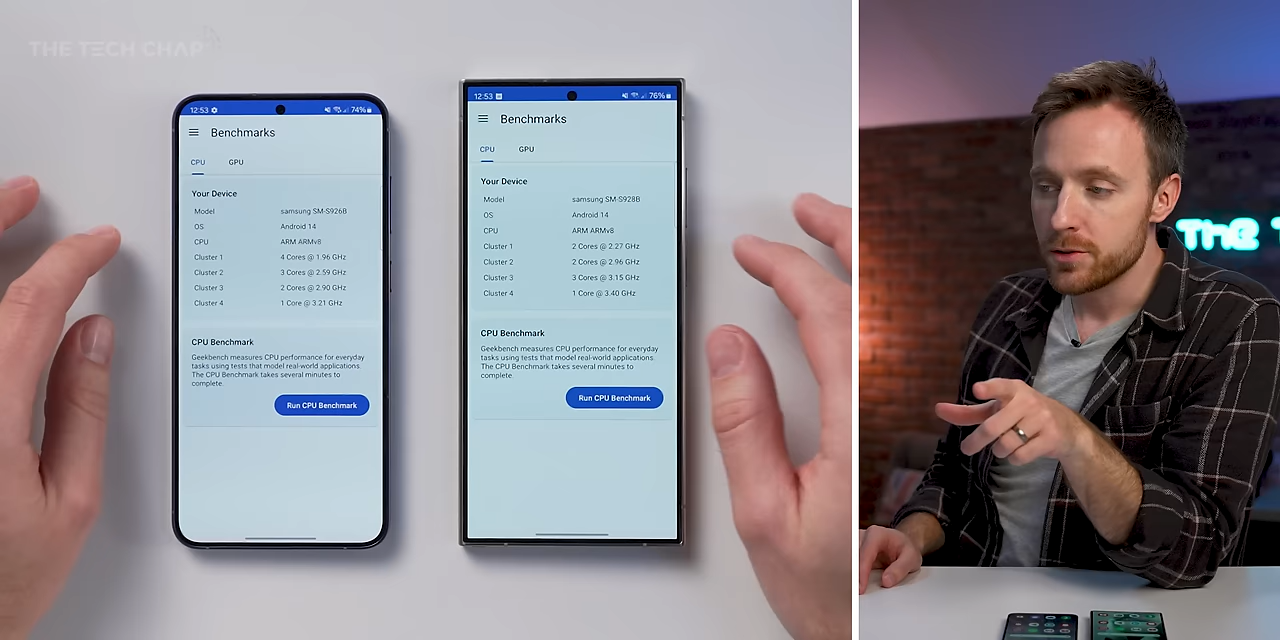 THE TECH CHAP
12:53 74%
Benchmarks
CPU GPU
Your Device
Model samsung SM-S926B
OS Android 14
CPU ARM ARMv8
Cluster 1 4 Cores @ 1.96 GHz
Cluster 2 3 Cores @ 2.59 GHz
Cluster 3 2 Cores @ 2.90 GHz
Cluster 4 1 Core @ 3.21 GHz
CPU Benchmark
Geekbench measures CPU performance for everyday
tasks using tests that model real-world applications.
The CPU Benchmark takes several minutes to
complete.
Run CPU Benchmark
12:53 76%
Benchmarks
CPU GPU
Your Device
Model samsung SM-S928B
OS Android 14
CPU ARM ARMv8
Cluster 1 2 Cores @ 2.27 GHz
Cluster 2 2 Cores @ 2.96 GHz
Cluster 3 3 Cores @ 3.15 GHz
Cluster 4 1 Core @ 3.40 GHz
CPU Benchmark
Geekbench measures CPU performance for everyday
tasks using tests that model real-world applications.
The CPU Benchmark takes several minutes to
complete.
Run CPU Benchmark
The